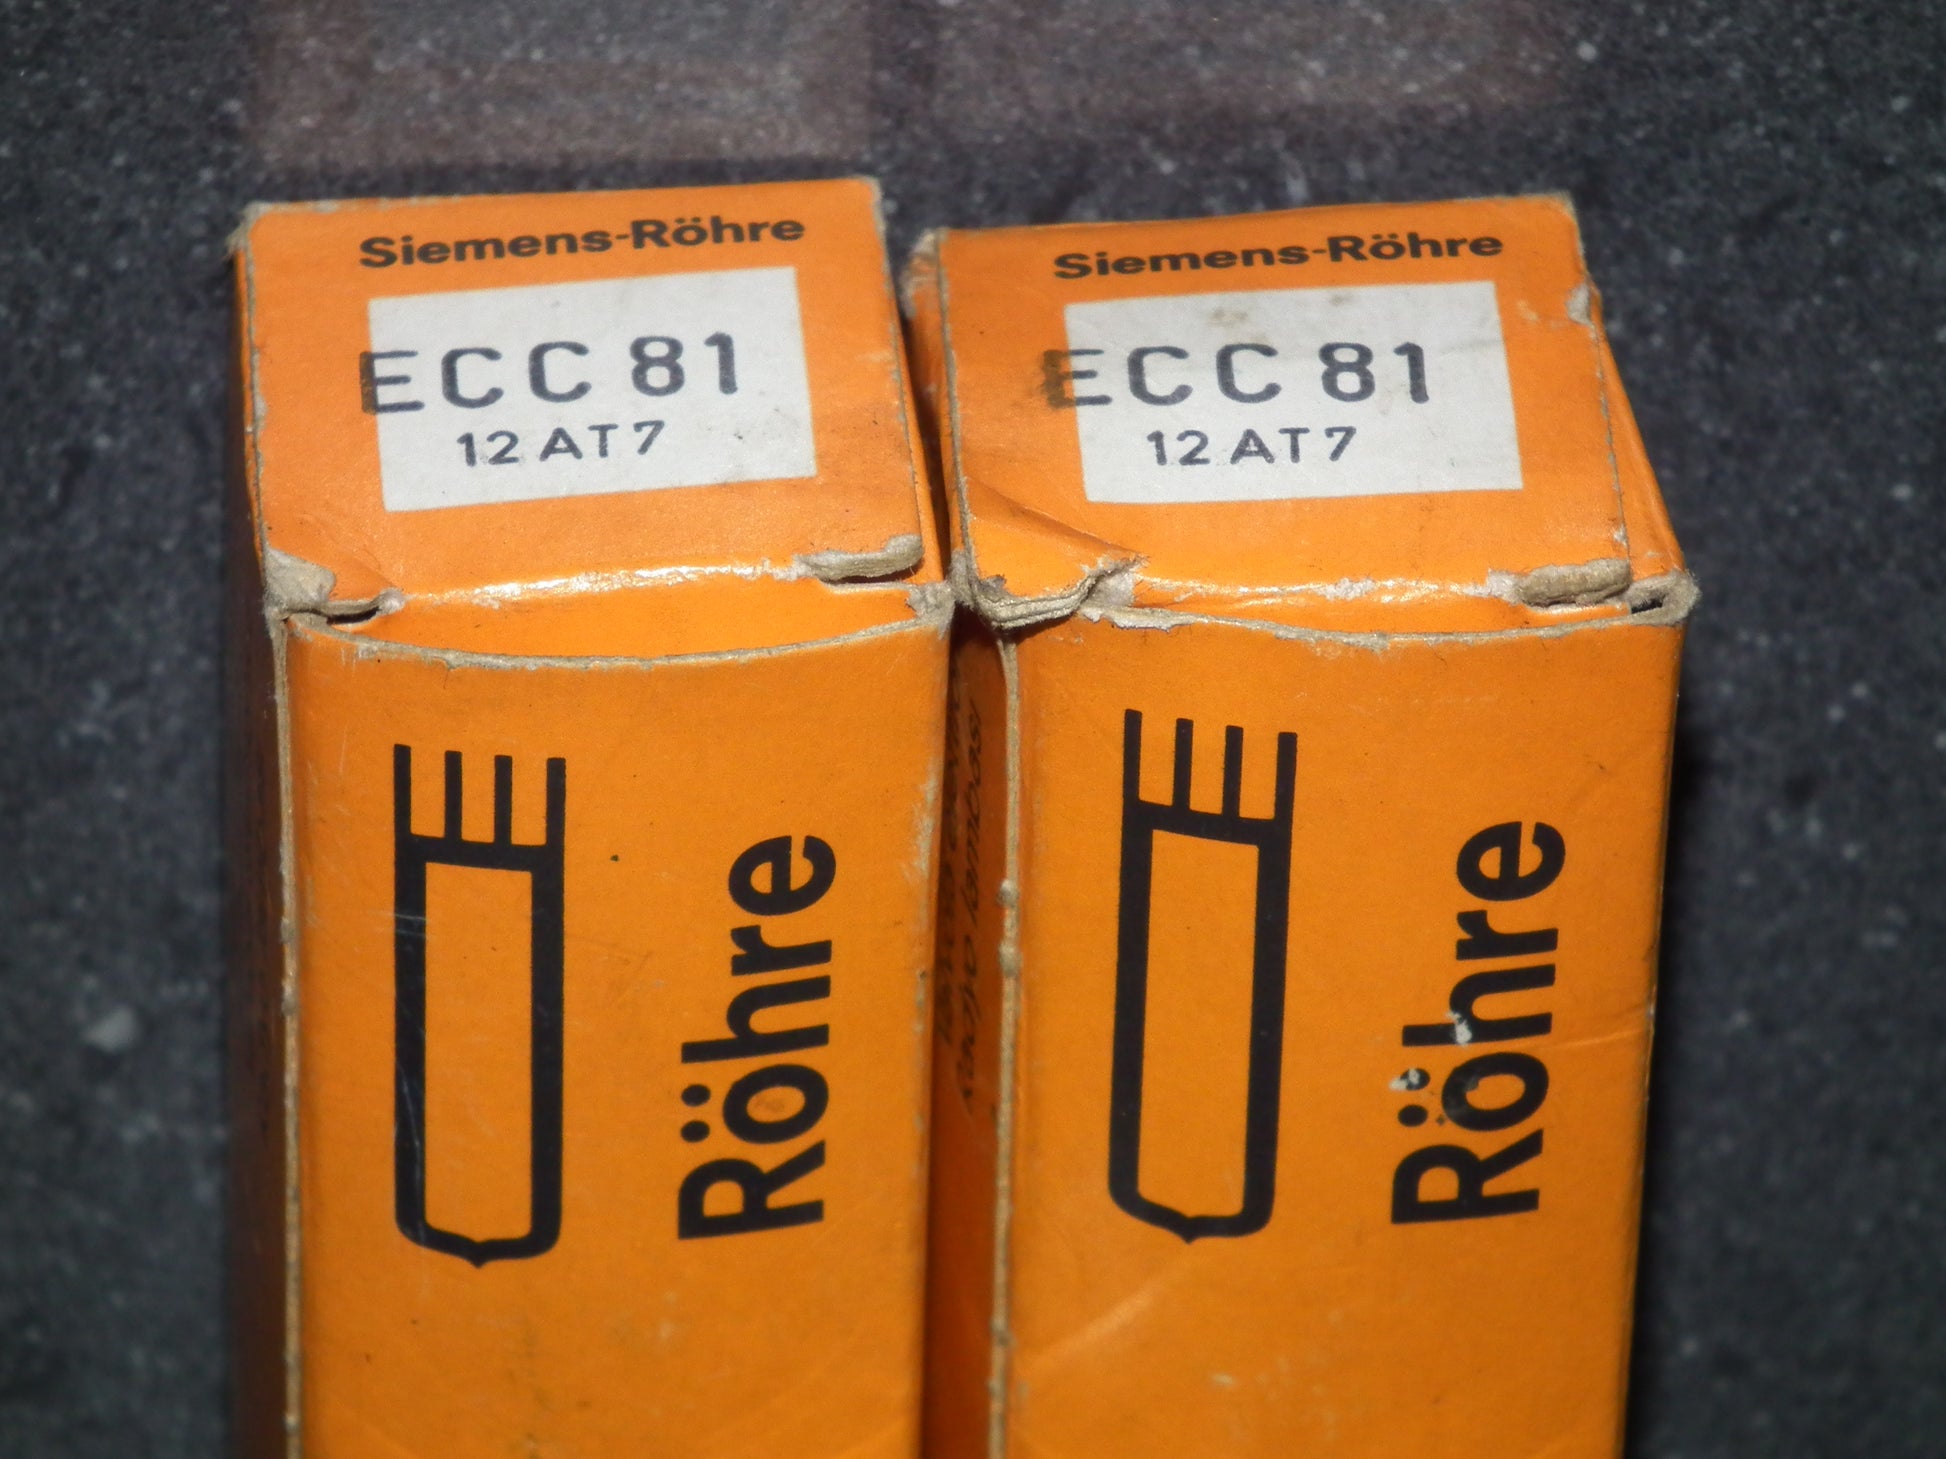 Siemens-Röhre
ECC 81
12 AT 7
Röhre
Siemens-Röhre
ECC 81
12 AT 7
Röhre